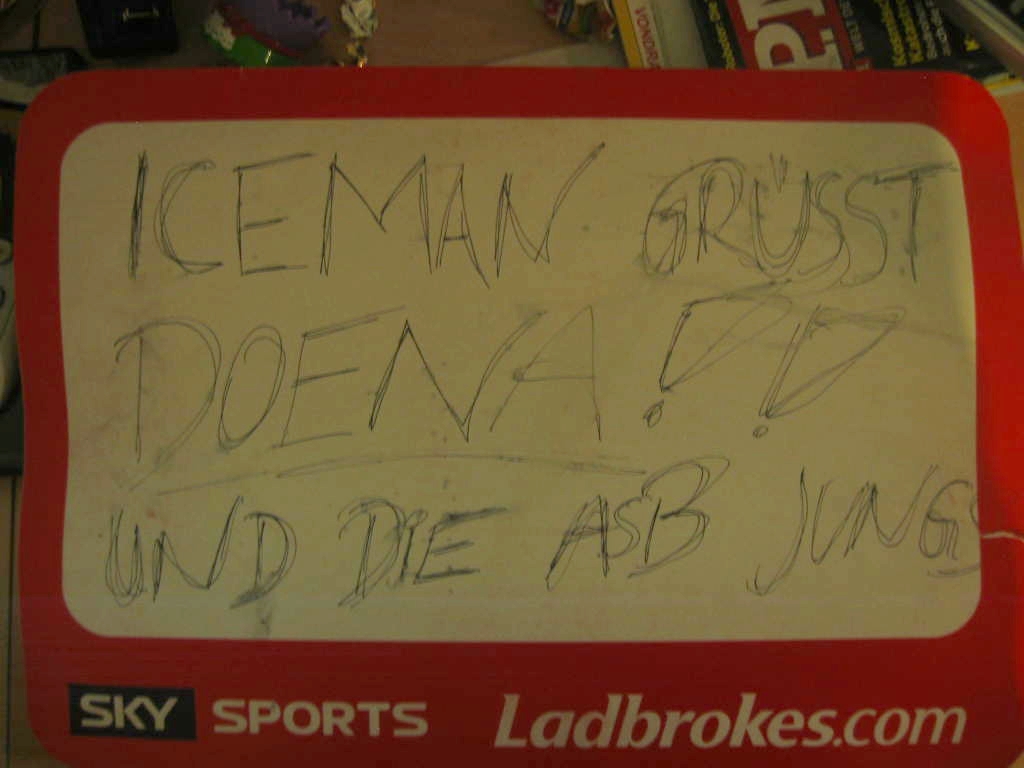 ICEMAN GRÜSST
DOENA!!
UND DIE ASB JUNGS
SKY SPORTS Ladbrokes.com